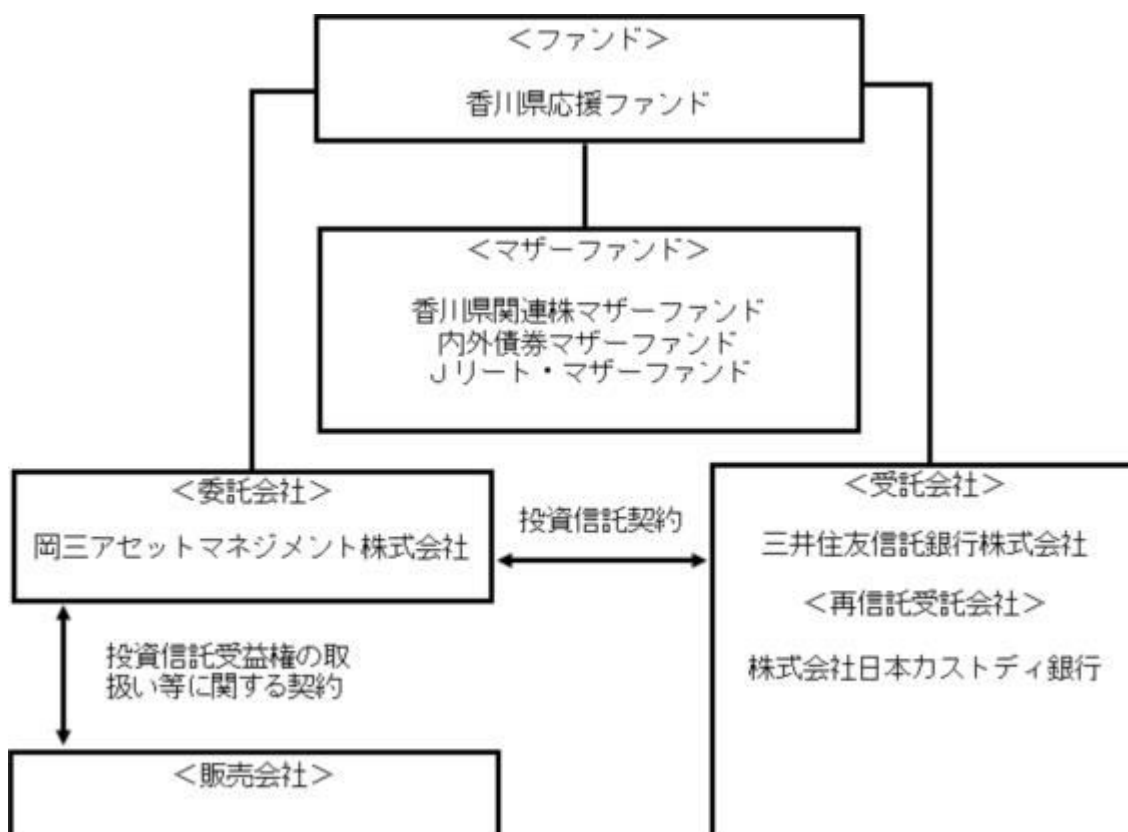 ＜ファンド＞
香川県応援ファンド
＜マザーファンド＞
香川県関連株マザーファンド
内外債券マザーファンド
Ｊリート・マザーファンド
＜委託会社＞
岡三アセットマネジメント株式会社
投資信託契約
＜受託会社＞
三井住友信託銀行株式会社
＜再信託受託会社＞
株式会社日本カストディ銀行
投資信託受益権の取
扱い等に関する契約
＜販売会社＞